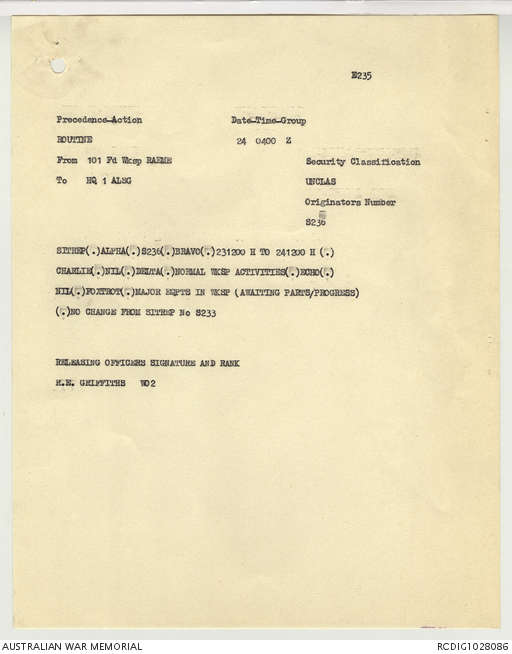 E235
Precedence-Action Date-Time-Group
ROUTINE 24 0400 Z
From 101 Fd Wksp RAEME Security Classification
To HQ 1 ALSG UNCLAS
Originators Number
S236
SITREP(.)ALPHA(.)S236(.)BRAVO(.)231200 H TO 241200 H (.)
CHARLIE(.)NIL(.)DELTA(.)NORMAL WKSP ACTIVITIES(.)ECHO(.)
NIL(.)FOXTROT(.)MAJOR EQPTS IN WKSP (AWAITING PARTS/PROGRESS)
(.)NO CHANGE FROM SITREP No S233
RELEASING OFFICERS SIGNATURE AND RANK
R.E. GRIFFITHS WO2
AUSTRALIAN WAR MEMORIAL RCDIG1028086